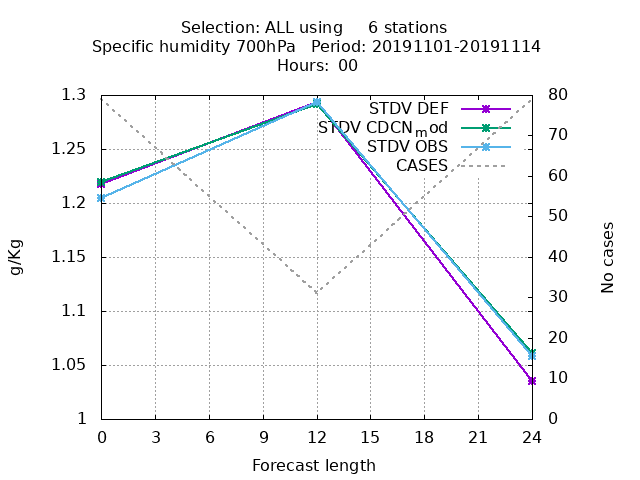 Selection: ALL using     6 stations
Specific humidity 700hPa   Period: 20191101-20191114
Hours: 00
1.3
1.25
1.2
1.15
1.1
1.05
1
g/Kg
STDV DEF
STDV CDCNmod
STDV OBS
CASES
80
70
60
50
40
30
20
10
0
No cases
0 3 6 9 12 15 18 21 24
Forecast length